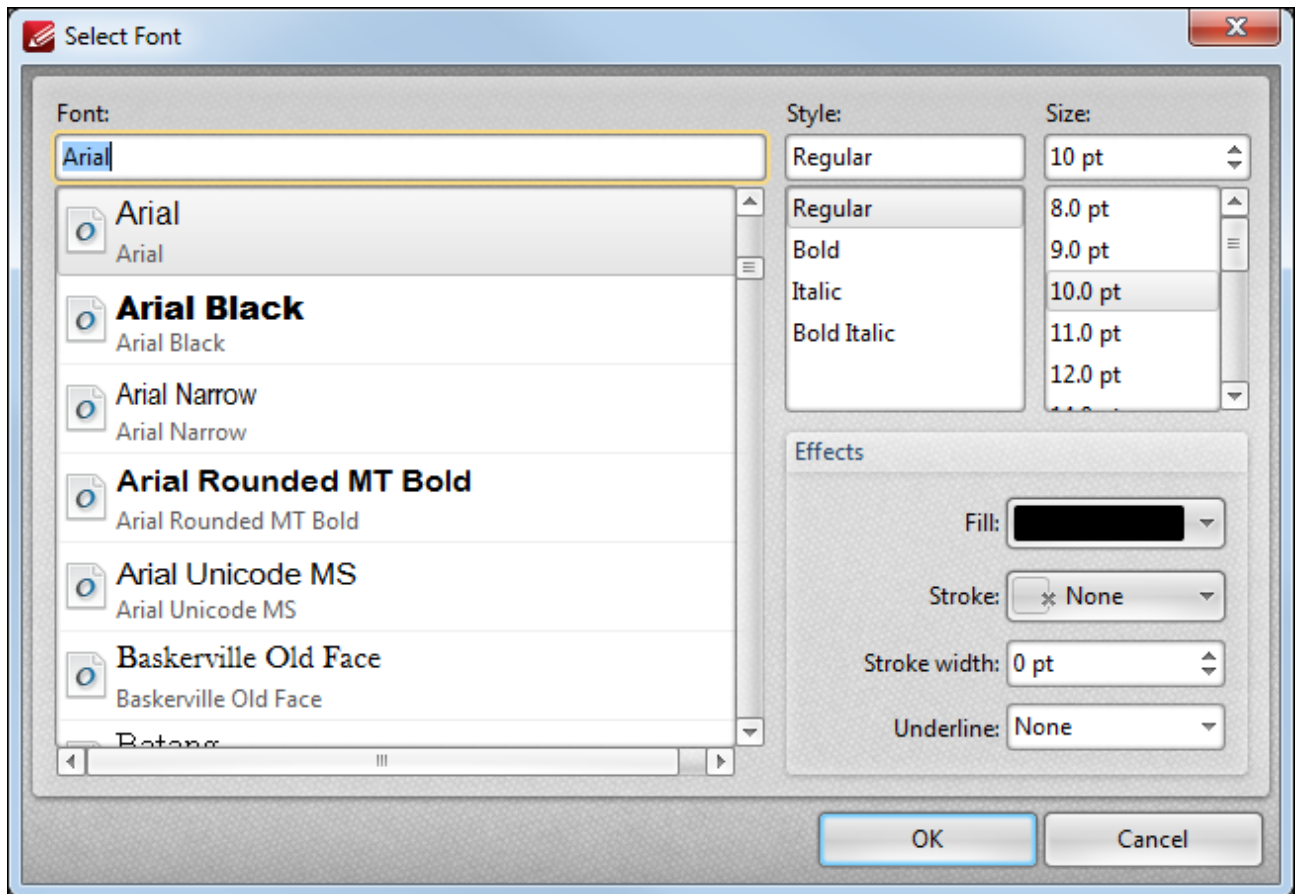 Select Font
Font:
Arial
Arial
Arial
Arial Black
Arial Black
Arial Narrow
Arial Narrow
Arial Rounded MT Bold
Arial Rounded MT Bold
Arial Unicode MS
Arial Unicode MS
Baskerville Old Face
Baskerville Old Face
Batang
Style:
Regular
Regular
Bold
Italic
Bold Italic
Size:
10 pt
8.0 pt
9.0 pt
10.0 pt
11.0 pt
12.0 pt
Effects
Fill:
Stroke: None
Stroke width: 0 pt
Underline: None
OK
Cancel